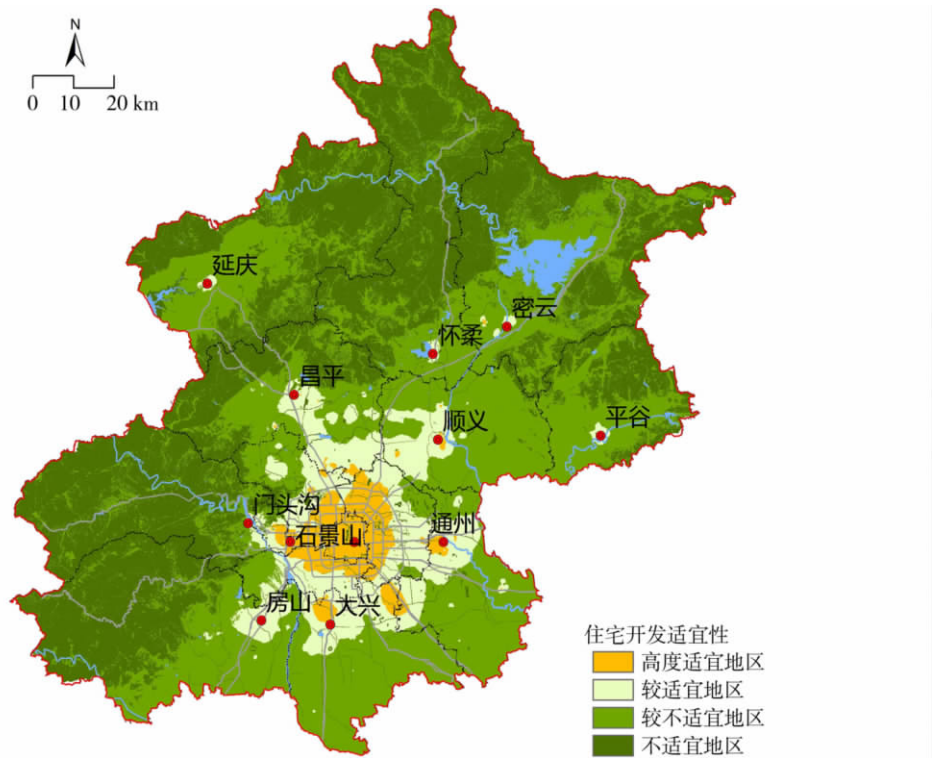 N
0 10 20 km
延庆
密云
怀柔
昌平
顺义
平谷
门头沟
石景山
通州
房山
大兴
住宅开发适宜性
高度适宜地区
较适宜地区
较不适宜地区
不适宜地区